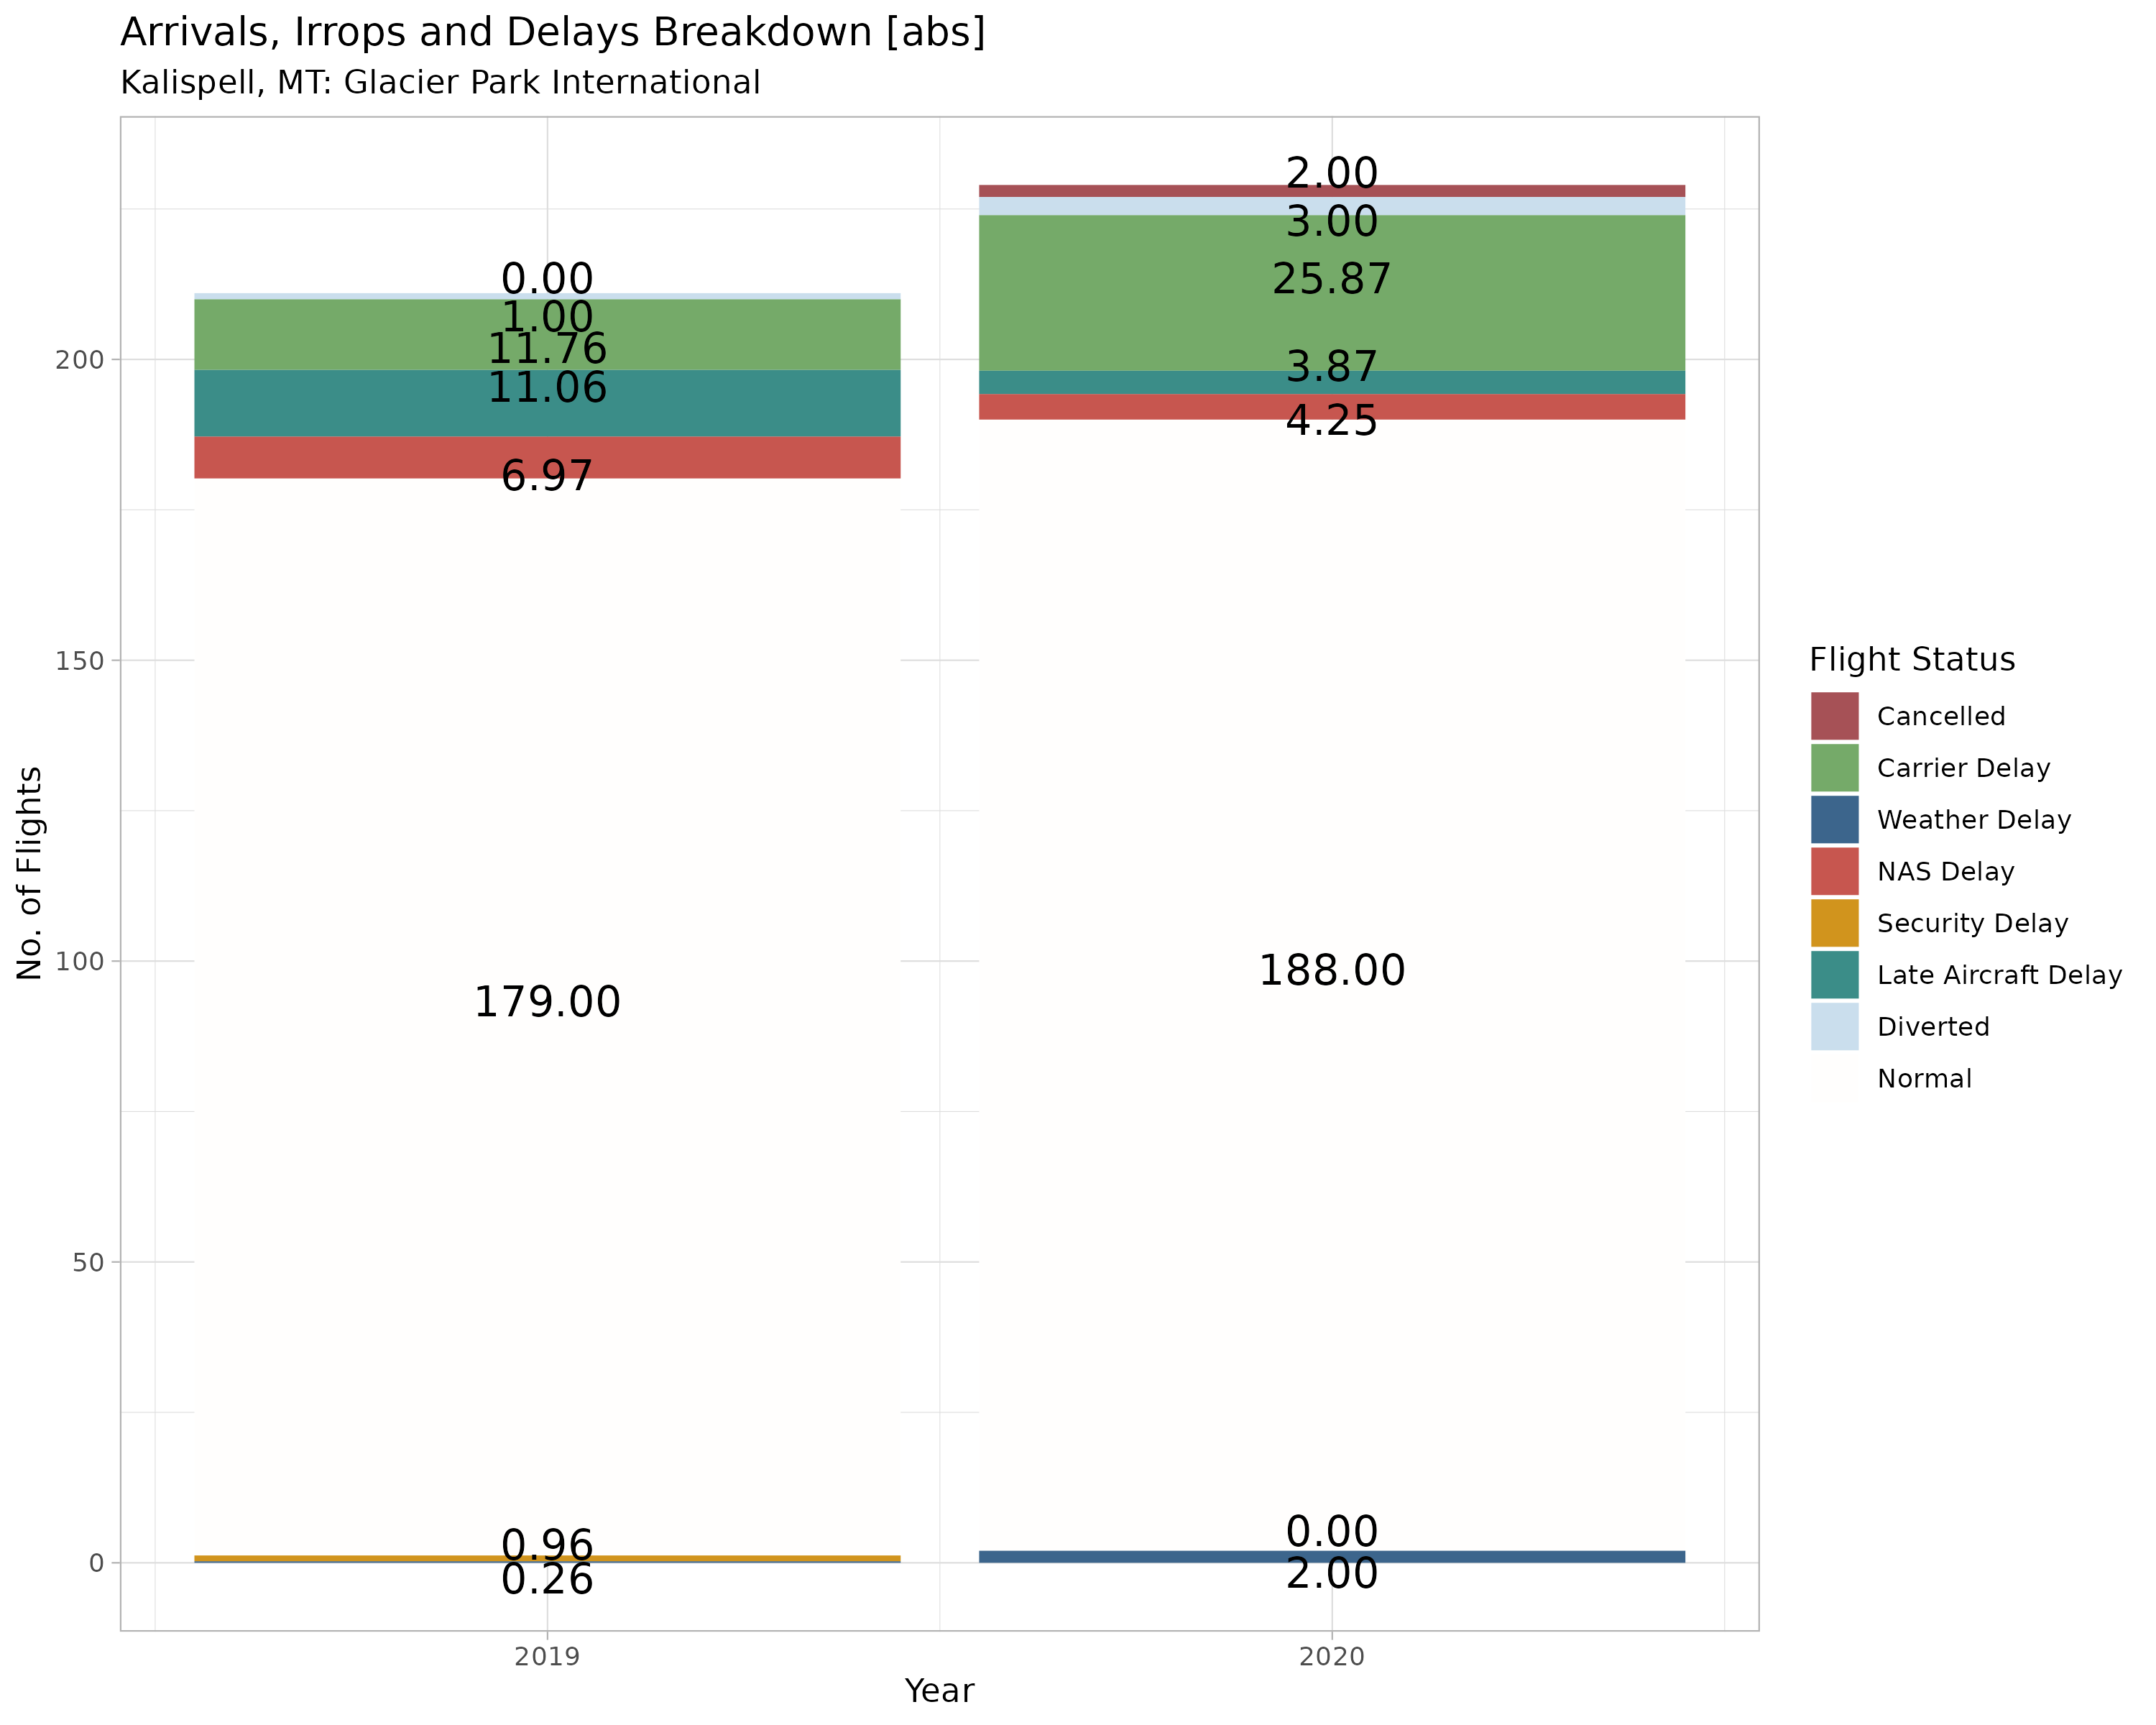 Arrivals, Irrops and Delays Breakdown [abs]
Kalispell, MT: Glacier Park International
No. of Flights
200
150
100
50
0
0.00
1.00
11.76
11.06
6.97
179.00
0.96
0.26
2.00
3.00
25.87
3.87
4.25
188.00
0.00
2.00
2019
2020
Year
Flight Status
Cancelled
Carrier Delay
Weather Delay
NAS Delay
Security Delay
Late Aircraft Delay
Diverted
Normal